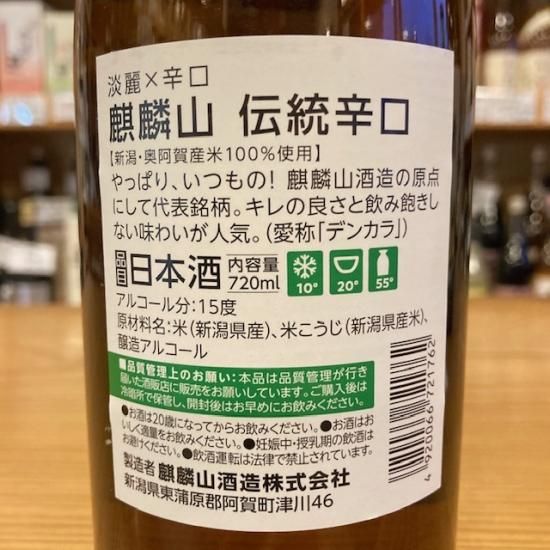 淡麗×辛口
麒麟山 伝統辛口
【新潟・奥阿賀産米100%使用】
やっぱり、いつもの! 麒麟山酒造の原点
にして代表銘柄。キレの良さと飲み飽きし
ない味わいが人気。(愛称「デンカラ」)
品目 日本酒 内容量 720ml 10° 20° 55°
アルコール分:15度
原材料名:米(新潟県産)、米こうじ(新潟県産米)、
醸造アルコール
■品質管理上のお願い:本品は品質管理が行き
届いた酒販店に販売をお願いしています。ご購入後は
冷暗所で保管し、開封後はお早めにお飲みください。
●お酒は20歳になってからお飲みください。●お酒はお
いしく適量をお飲みください。●妊娠中・授乳期の飲酒は
お避けください。●飲酒運転は法律で禁止されています。
製造者 麒麟山酒造株式会社
新潟県東蒲原郡阿賀町津川46
4 920066 721762